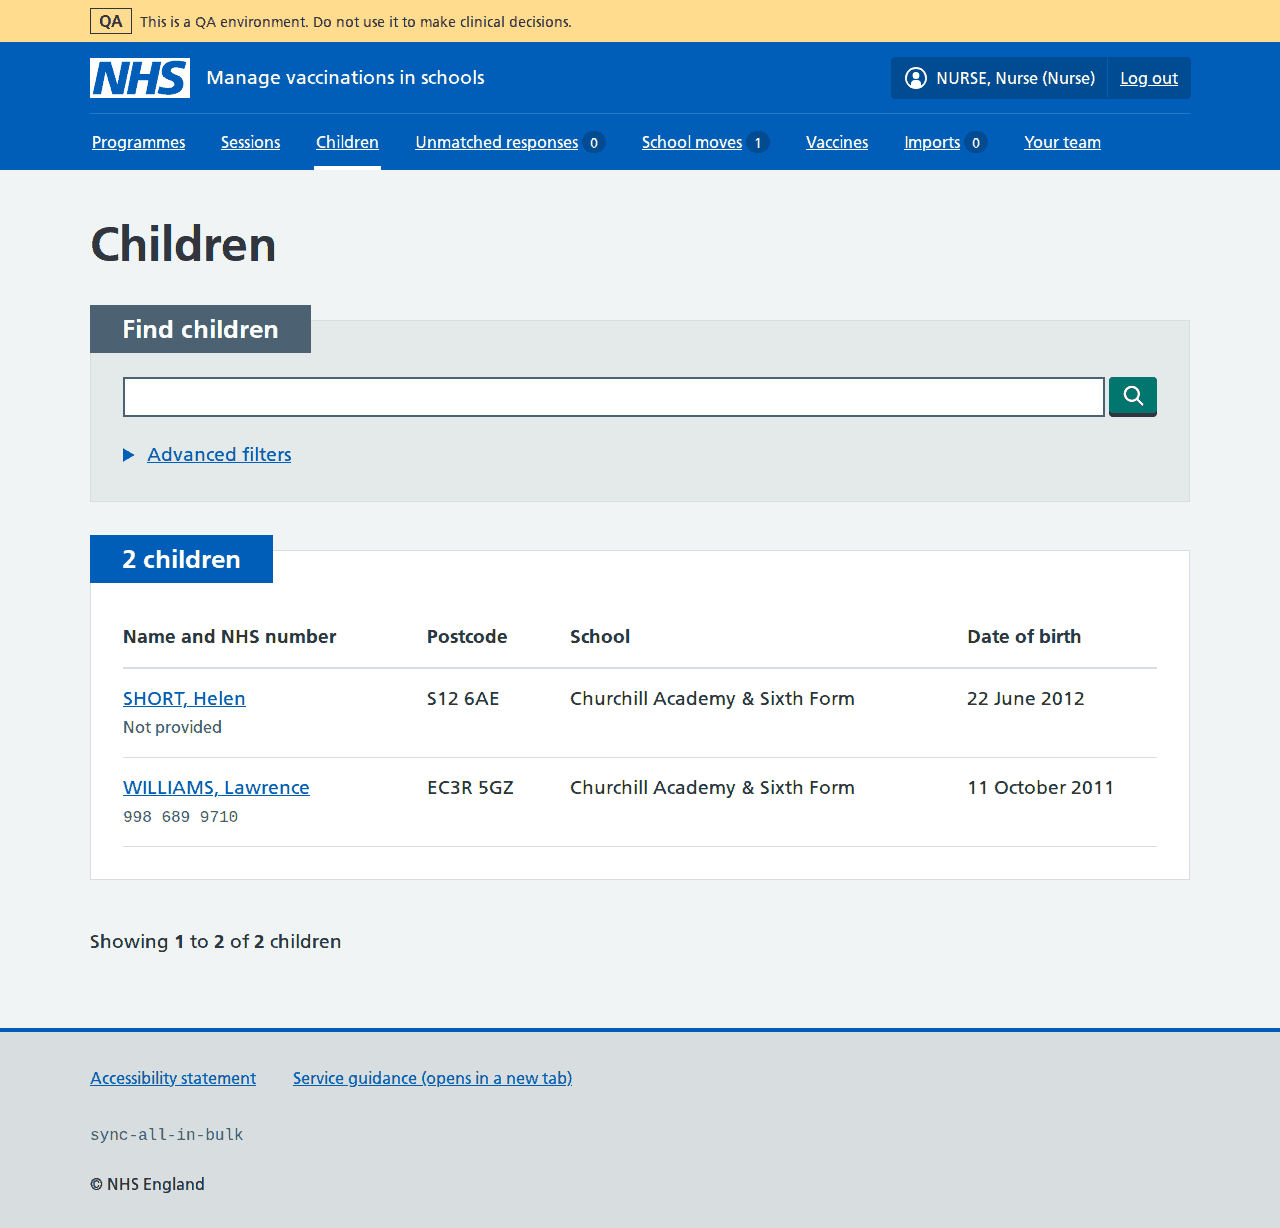 QA This is a QA environment. Do not use it to make clinical decisions.
NHS Manage vaccinations in schools NURSE, Nurse (Nurse) Log out
Programmes Sessions Children Unmatched responses 0 School moves 1 Vaccines Imports 0 Your team
Children
Find children
Advanced filters
2 children
Name and NHS number Postcode School Date of birth
SHORT, Helen S12 6AE Churchill Academy & Sixth Form 22 June 2012
Not provided
WILLIAMS, Lawrence EC3R 5GZ Churchill Academy & Sixth Form 11 October 2011
998 689 9710
Showing 1 to 2 of 2 children
Accessibility statement Service guidance (opens in a new tab)
sync-all-in-bulk
© NHS England